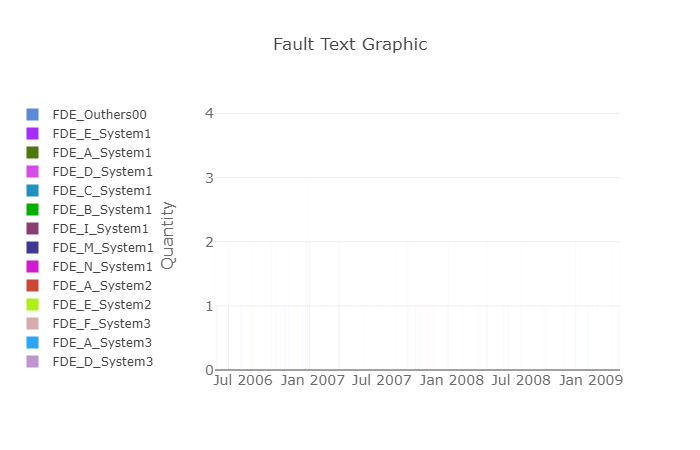 Fault Text Graphic
FDE_Outhers00
FDE_E_System1
FDE_A_System1
FDE_D_System1
FDE_C_System1
FDE_B_System1
FDE_I_System1
FDE_M_System1
FDE_N_System1
FDE_A_System2
FDE_E_System2
FDE_F_System3
FDE_A_System3
FDE_D_System3
Quantity
4
3
2
1
0
Jul 2006 Jan 2007 Jul 2007 Jan 2008 Jul 2008 Jan 2009